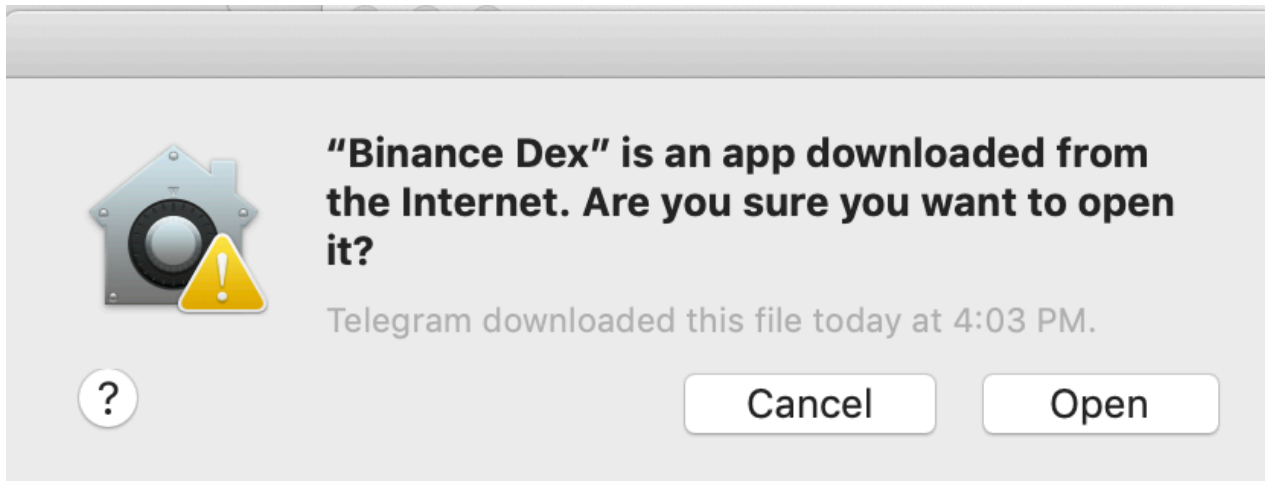 “Binance Dex” is an app downloaded from
the Internet. Are you sure you want to open
it?
Telegram downloaded this file today at 4:03 PM.
?
Cancel
Open